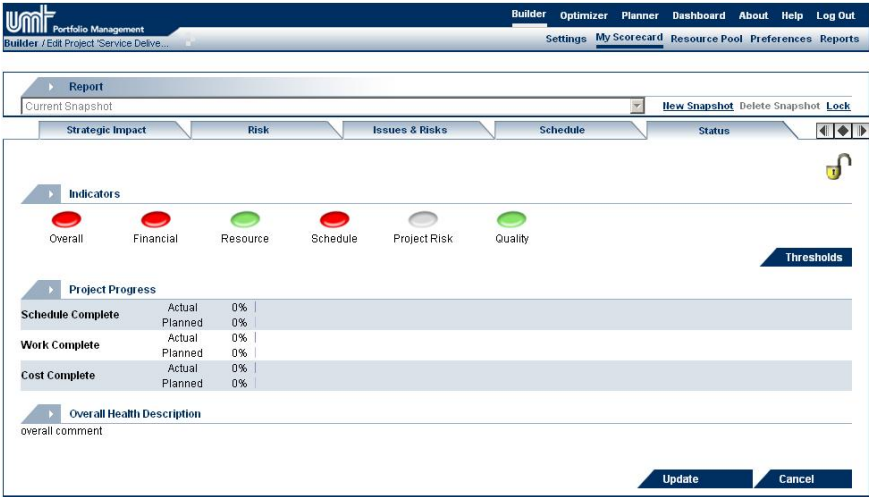 umt Portfolio Management
Builder Optimizer Planner Dashboard About Help Log Out
Builder / Edit Project 'Service Delive...
Settings My Scorecard Resource Pool Preferences Reports
Report
Current Snapshot
New Snapshot Delete Snapshot Lock
Strategic Impact Risk Issues & Risks Schedule Status
Indicators
Overall Financial Resource Schedule Project Risk Quality
Thresholds
Project Progress
Schedule Complete Actual 0%
Planned 0%
Work Complete Actual 0%
Planned 0%
Cost Complete Actual 0%
Planned 0%
Overall Health Description
overall comment
Update Cancel